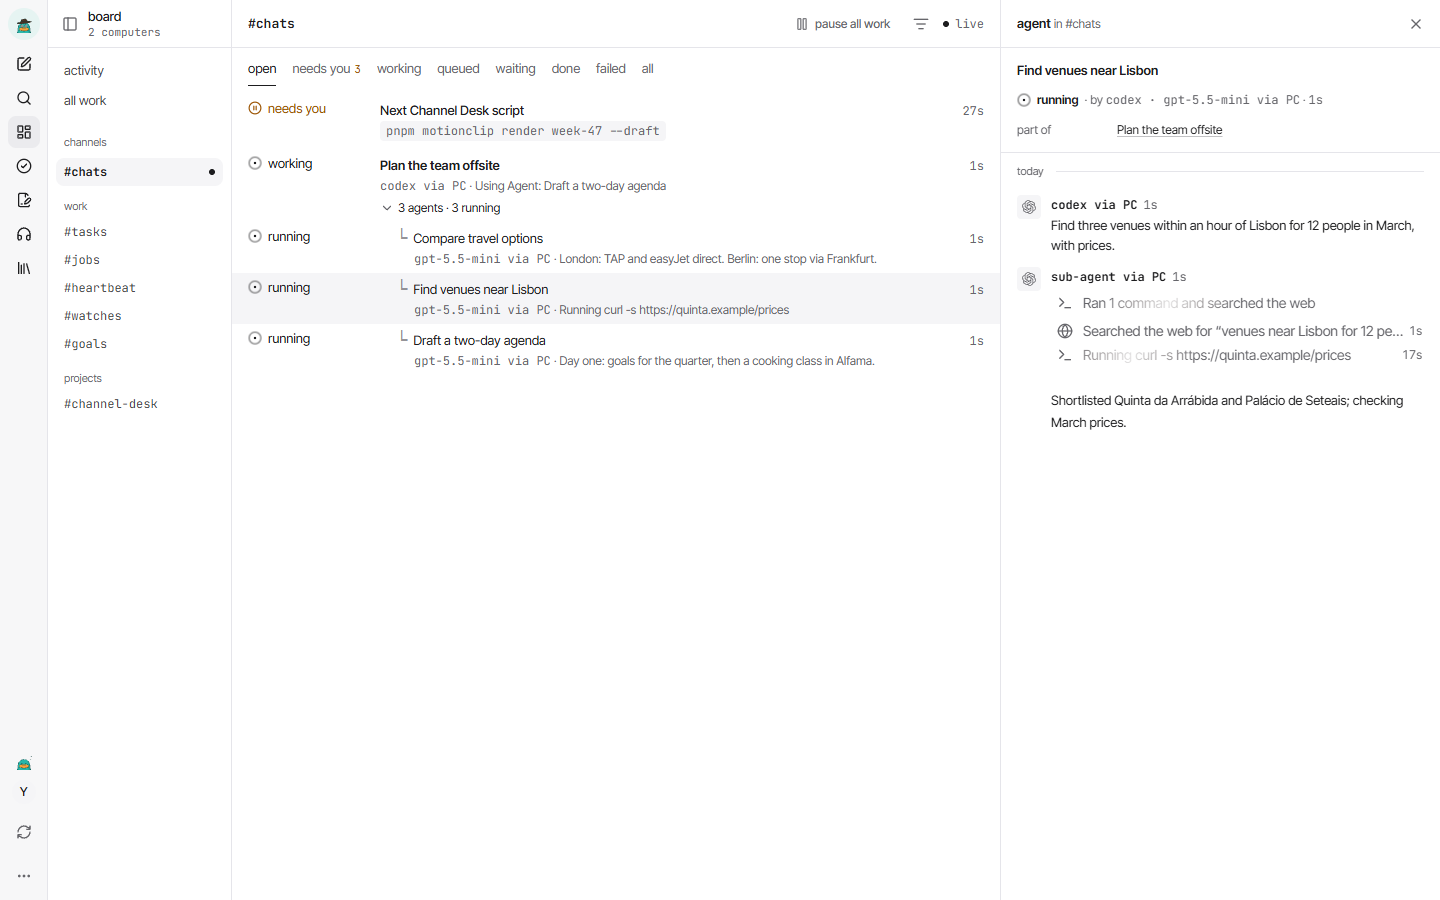 board
2 computers
activity
all work
channels
#chats
work
#tasks
#jobs
#heartbeat
#watches
#goals
projects
#channel-desk
Y
#chats
pause all work
live
open needs you 3 working queued waiting done failed all
needs you
Next Channel Desk script
27s
pnpm motionclip render week-47 --draft
working
Plan the team offsite
1s
codex via PC · Using Agent: Draft a two-day agenda
3 agents · 3 running
running
Compare travel options
1s
gpt-5.5-mini via PC · London: TAP and easyJet direct. Berlin: one stop via Frankfurt.
running
Find venues near Lisbon
1s
gpt-5.5-mini via PC · Running curl -s https://quinta.example/prices
running
Draft a two-day agenda
1s
gpt-5.5-mini via PC · Day one: goals for the quarter, then a cooking class in Alfama.
agent in #chats
Find venues near Lisbon
running · by codex · gpt-5.5-mini via PC · 1s
part of Plan the team offsite
today
codex via PC 1s
Find three venues within an hour of Lisbon for 12 people in March,
with prices.
sub-agent via PC 1s
Ran 1 command and searched the web
Searched the web for “venues near Lisbon for 12 pe... 1s
Running curl -s https://quinta.example/prices 17s
Shortlisted Quinta da Arrábida and Palácio de Seteais; checking
March prices.